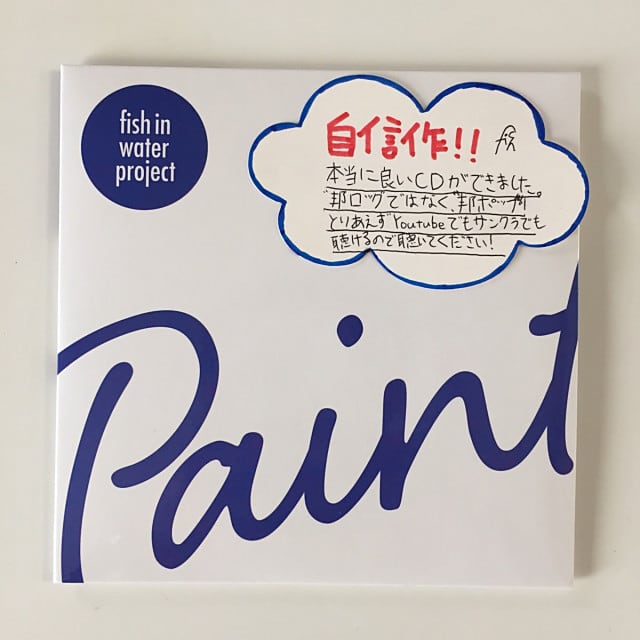 fish in
water
project
自信作!!
本当に良いCDができました。
"邦ロック"ではなく、"邦ポップ"!
とりあえずYoutubeでもサンクラでも
聴けるので聴いてください!
Paint